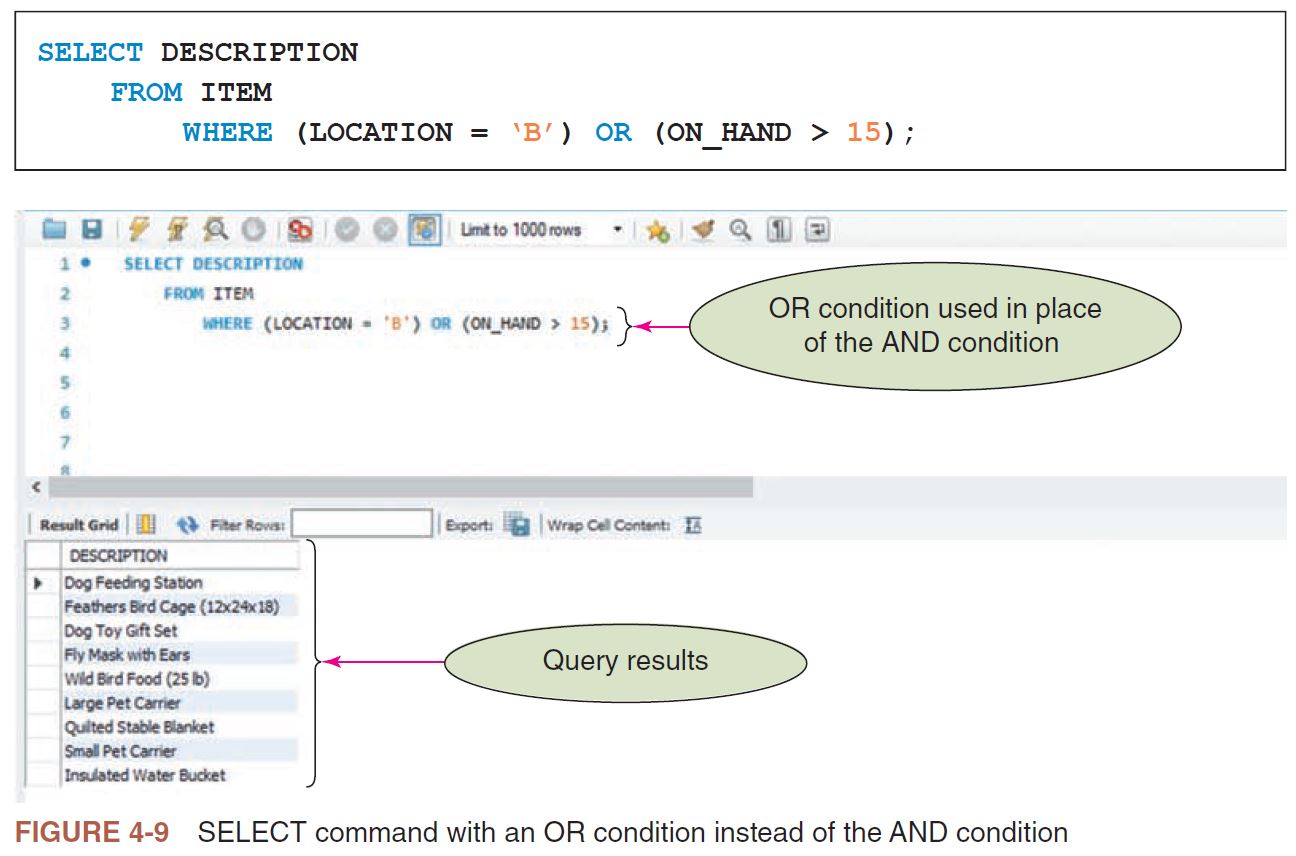 SELECT DESCRIPTION
FROM ITEM
WHERE (LOCATION = ‘B’) OR (ON_HAND > 15);
Limit to 1000 rows
1 SELECT DESCRIPTION
2 FROM ITEM
3 WHERE (LOCATION = 'B') OR (ON_HAND > 15);
4
5
6
7
8
OR condition used in place
of the AND condition
Result Grid Filter Rows: Export: Wrap Cell Content:
DESCRIPTION
Dog Feeding Station
Feathers Bird Cage (12x24x18)
Dog Toy Gift Set
Fly Mask with Ears
Wild Bird Food (25 lb)
Large Pet Carrier
Quilted Stable Blanket
Small Pet Carrier
Insulated Water Bucket
Query results
FIGURE 4-9 SELECT command with an OR condition instead of the AND condition